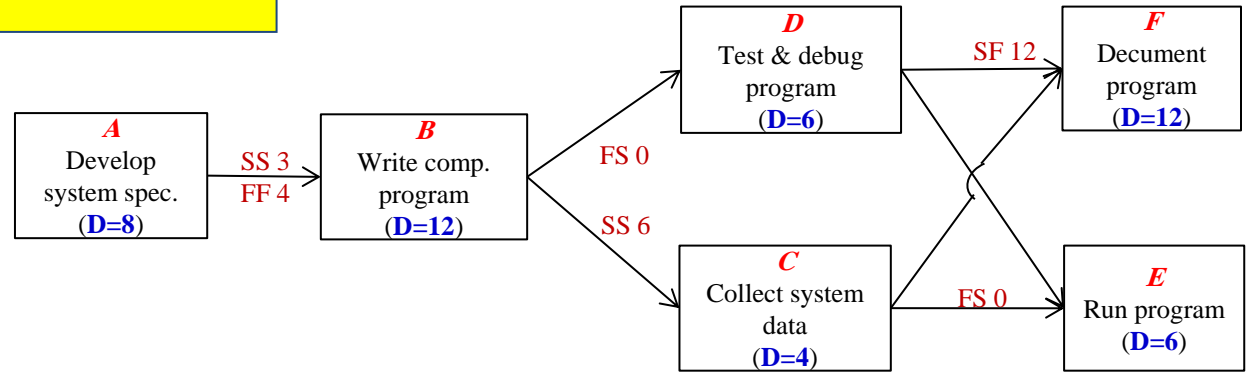 A
Develop
system spec.
(D=8)
SS 3
FF 4
B
Write comp.
program
(D=12)
FS 0
SS 6
D
Test & debug
program
(D=6)
C
Collect system
data
(D=4)
SF 12
FS 0
F
Decument
program
(D=12)
E
Run program
(D=6)